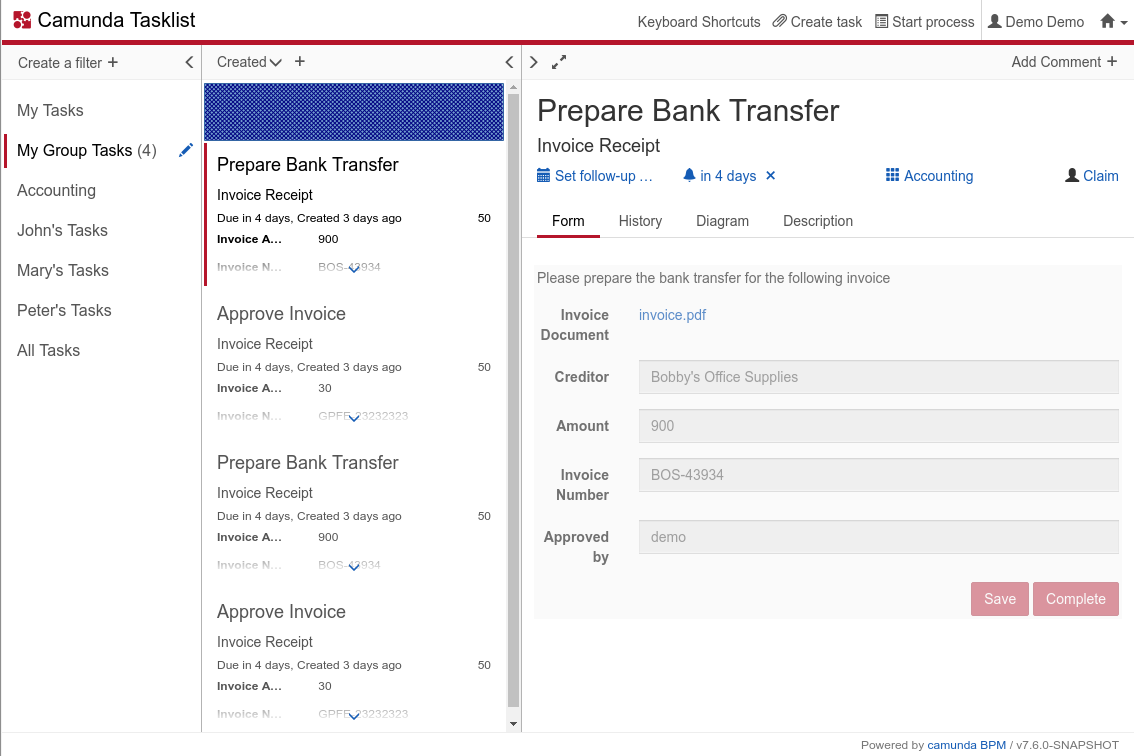 Camunda Tasklist
Keyboard Shortcuts Create task Start process Demo Demo
Create a filter +
My Tasks
My Group Tasks (4)
Accounting
John's Tasks
Mary's Tasks
Peter's Tasks
All Tasks
Created +
Prepare Bank Transfer
Invoice Receipt
Due in 4 days, Created 3 days ago 50
Invoice A... 900
Invoice N... BOS-43934
Approve Invoice
Invoice Receipt
Due in 4 days, Created 3 days ago 50
Invoice A... 30
Invoice N... GPFE-23232323
Prepare Bank Transfer
Invoice Receipt
Due in 4 days, Created 3 days ago 50
Invoice A... 900
Invoice N... BOS-43934
Approve Invoice
Invoice Receipt
Due in 4 days, Created 3 days ago 50
Invoice A... 30
Invoice N... GPFE-23232323
Add Comment +
Prepare Bank Transfer
Invoice Receipt
Set follow-up ... in 4 days × Accounting Claim
Form History Diagram Description
Please prepare the bank transfer for the following invoice
Invoice Document invoice.pdf
Creditor Bobby's Office Supplies
Amount 900
Invoice Number BOS-43934
Approved by demo
Save Complete
Powered by camunda BPM / v7.6.0-SNAPSHOT